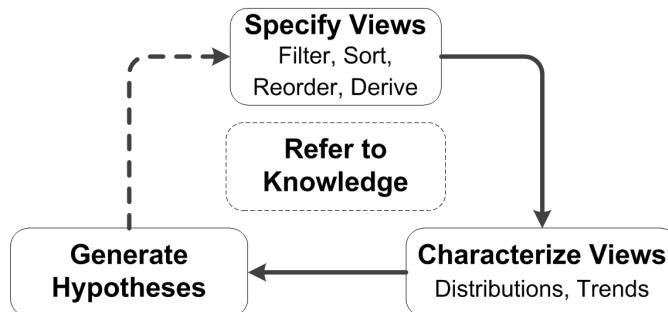 Specify Views
Filter, Sort,
Reorder, Derive
Refer to
Knowledge
Generate
Hypotheses
Characterize Views
Distributions, Trends